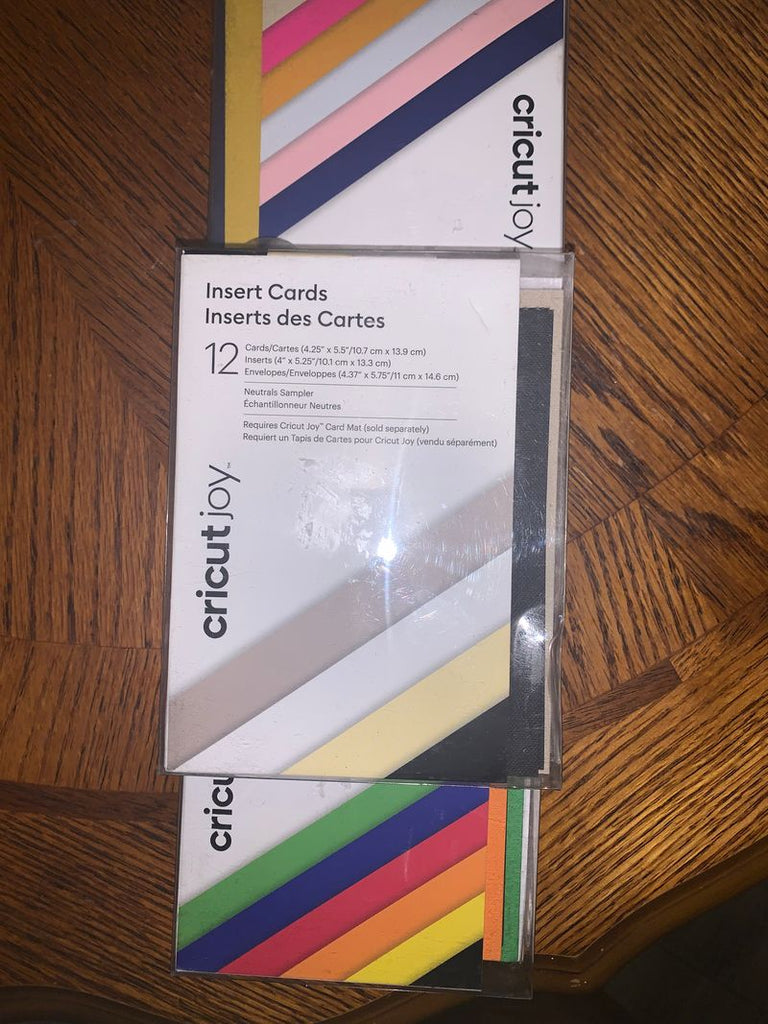 cricut joy
Insert Cards
Inserts des Cartes
12
Cards/Cartes (4.25" x 5.5"/10.7 cm x 13.9 cm)
Inserts (4" x 5.25"/10.1 cm x 13.3 cm)
Envelopes/Enveloppes (4.37" x 5.75"/11 cm x 14.6 cm)
Neutrals Sampler
Échantillonneur Neutres
Requires Cricut Joy™ Card Mat (sold separately)
Requiert un Tapis de Cartes pour Cricut Joy (vendu séparément)
cricut joy™
cricu